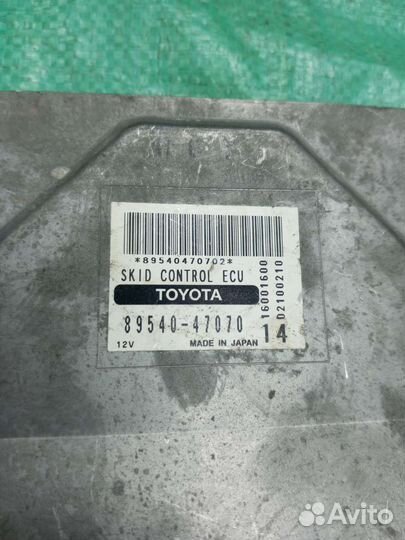 *89540470702*
SKID CONTROL ECU
TOYOTA
89540-47070
14
12V
MADE IN JAPAN
16001600
02100210
Avito